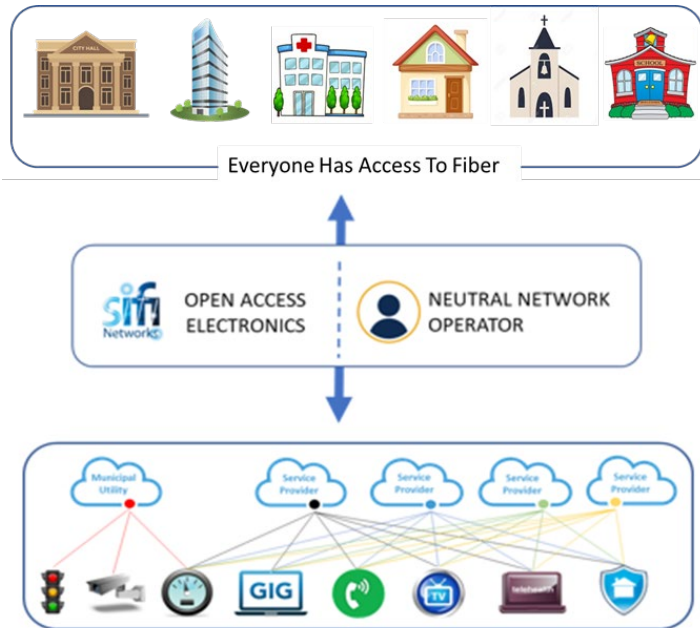 CITY HALL
SCHOOL
Everyone Has Access To Fiber
sifi
Networks
OPEN ACCESS
ELECTRONICS
NEUTRAL NETWORK
OPERATOR
Municipal
Utility
Service
Provider
Service
Provider
Service
Provider
Service
Provider
GIG
TV
telehealth